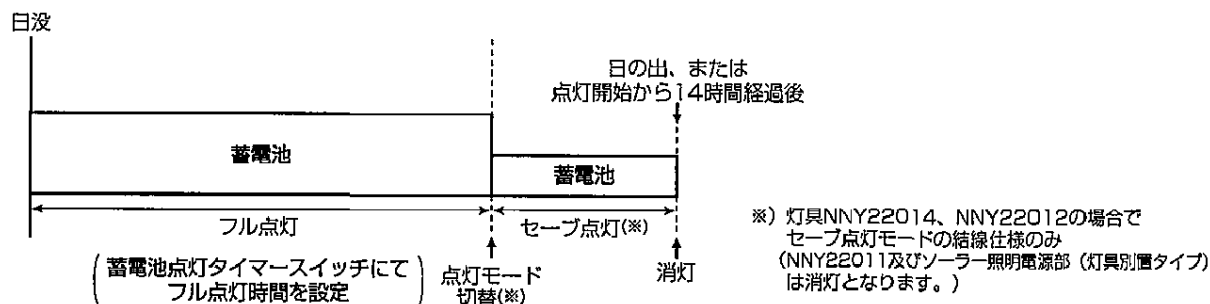 日没
日の出、または
点灯開始から14時間経過後
蓄電池
蓄電池
フル点灯
セーブ点灯(※)
(蓄電池点灯タイマースイッチにて
フル点灯時間を設定)
点灯モード
切替(※)
消灯
※）灯具NNY22014、NNY22012の場合で
セーブ点灯モードの結線仕様のみ
（NNY22011及びソーラー照明電源部（灯具別置タイプ）
は消灯となります。）